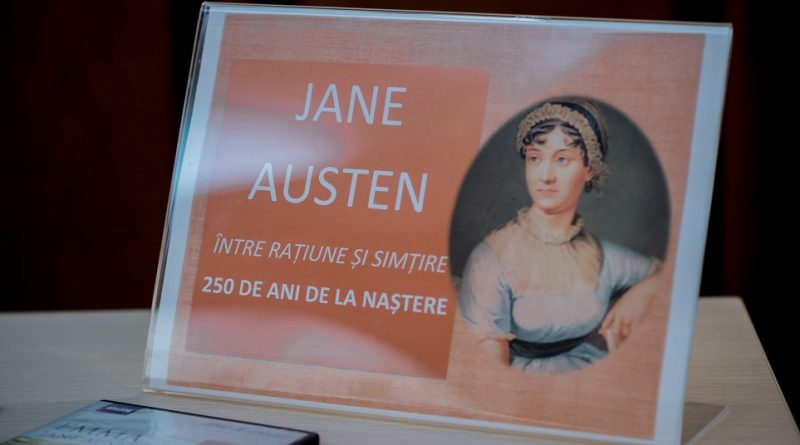 JANE
AUSTEN
ÎNTRE RAȚIUNE ȘI SIMȚIRE
250 DE ANI DE LA NAȘTERE